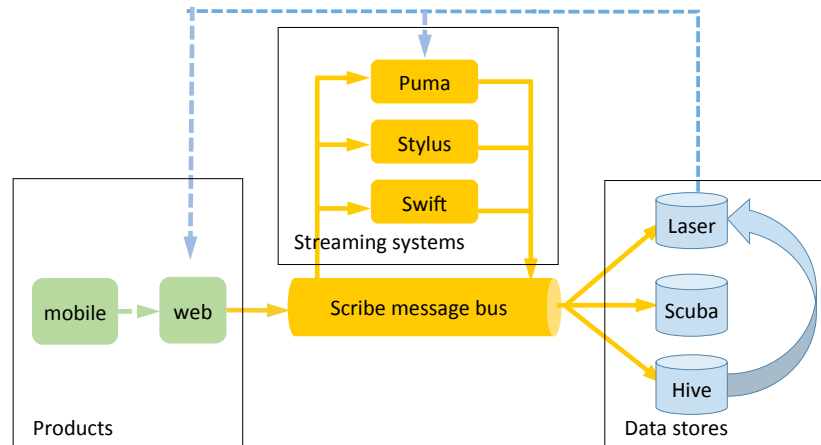 Puma
Stylus
Swift
Streaming systems
Laser
mobile
web
Scribe message bus
Scuba
Hive
Products
Data stores